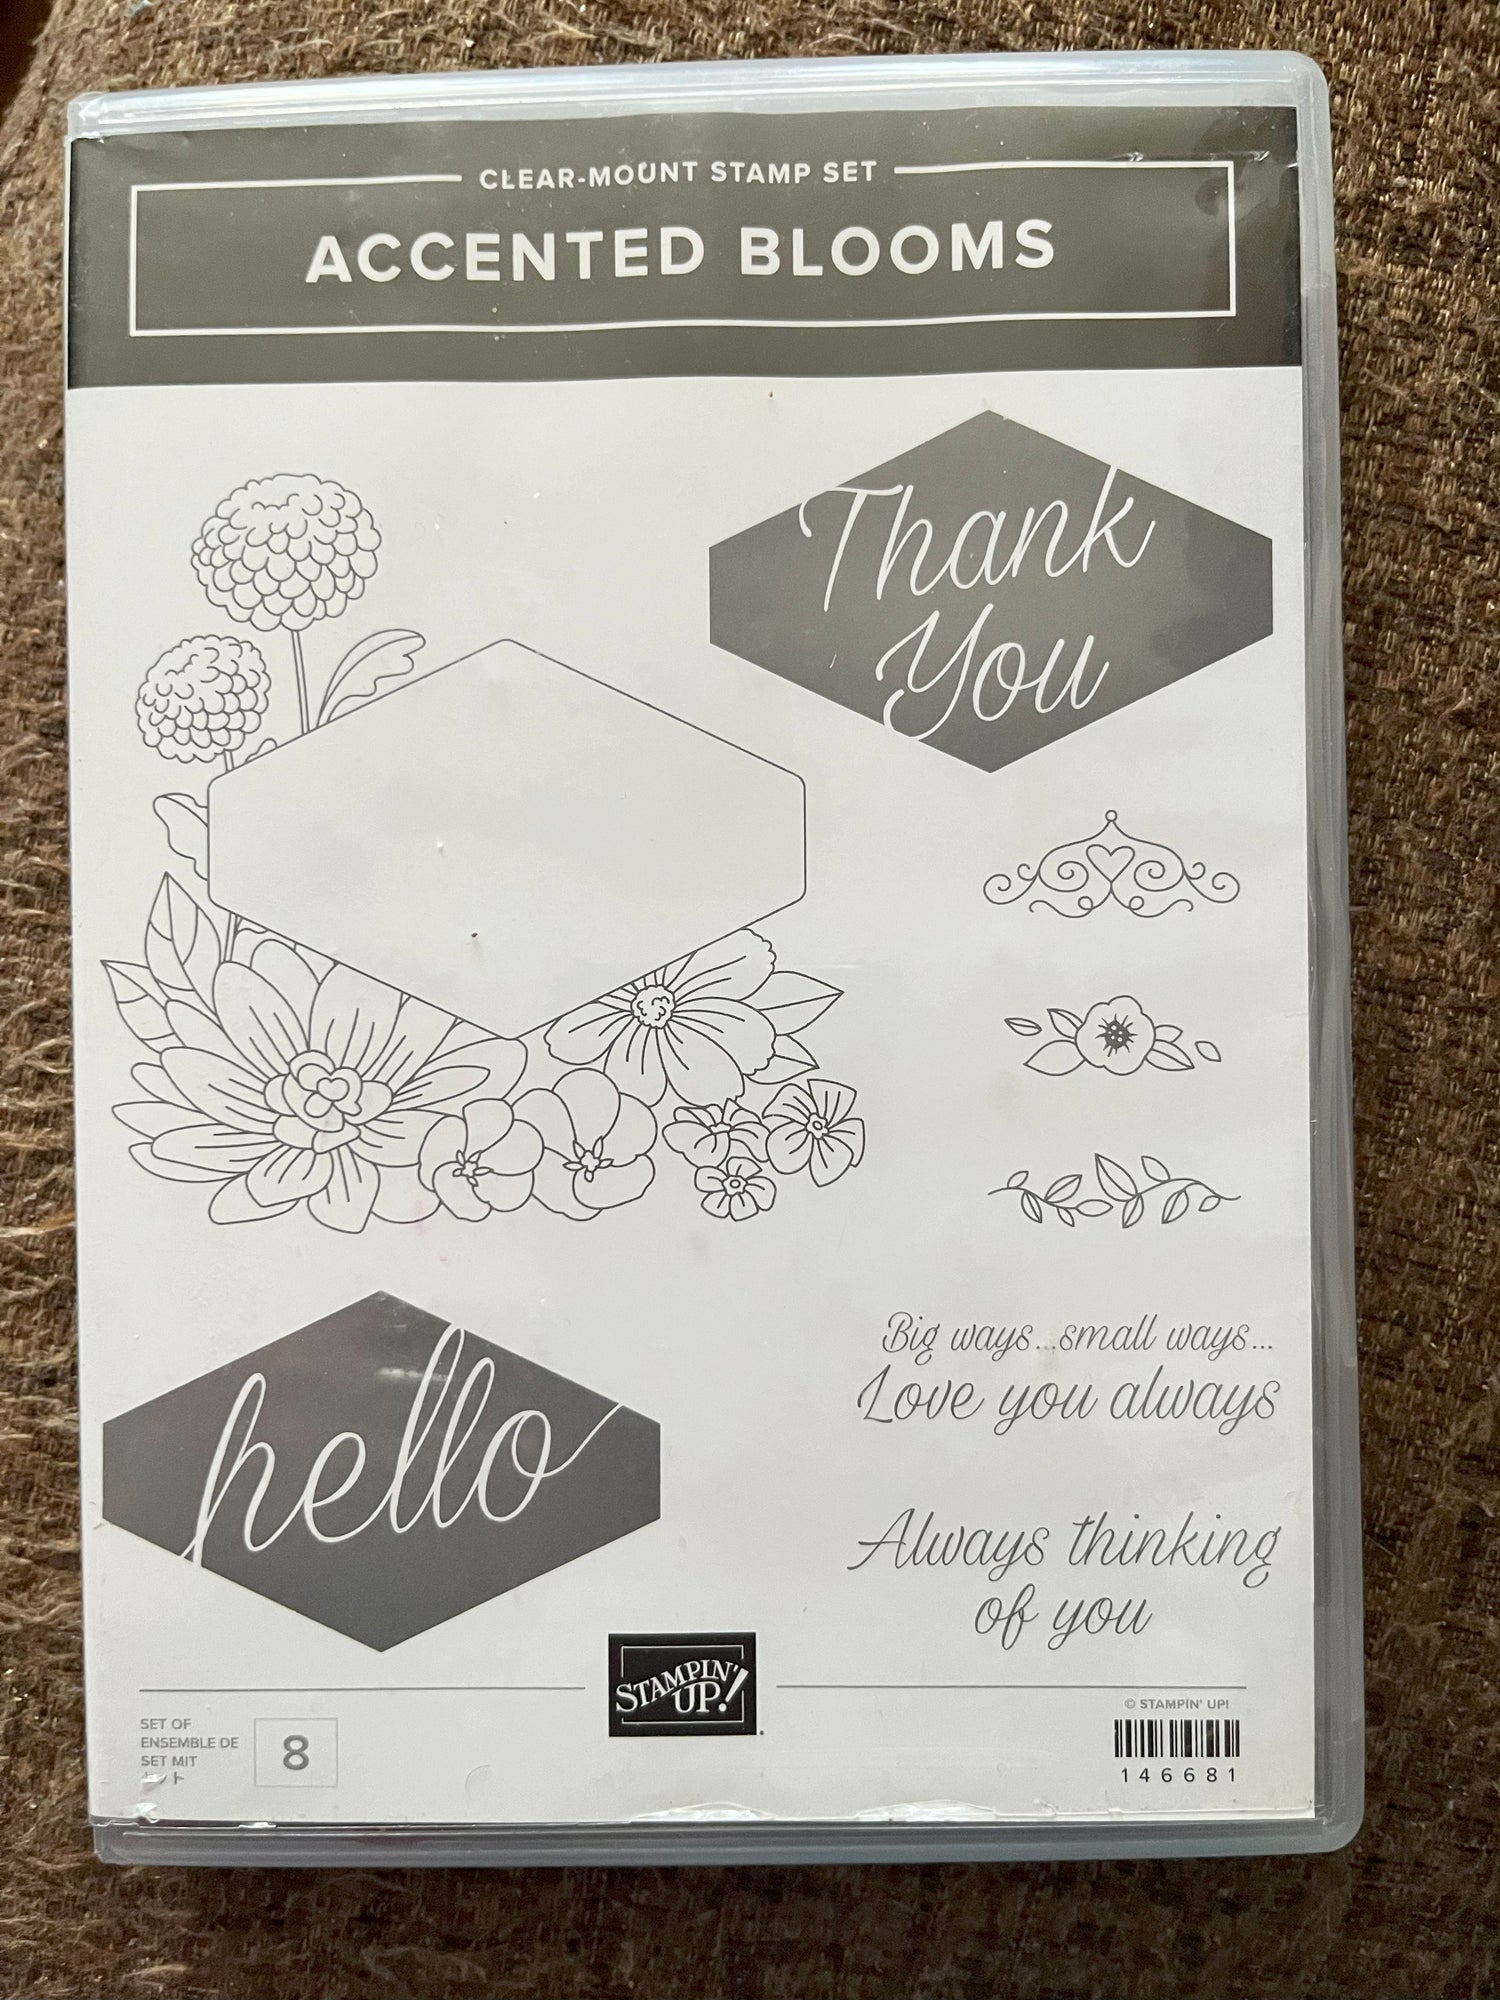 CLEAR-MOUNT STAMP SET
ACCENTED BLOOMS
Thank
You
hello
Big ways...small ways...
Love you always
Always thinking
of you
STAMPIN'
UP!
SET OF
ENSEMBLE DE
SET MIT
8
© STAMPIN' UP!
146681